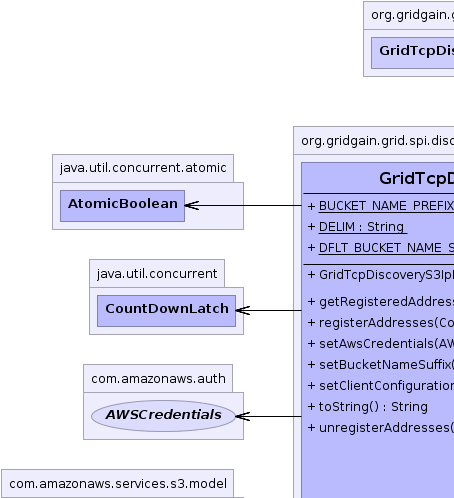 org.gridgain.grid
GridTcpDis
org.gridgain.grid.spi.disc
java.util.concurrent.atomic
AtomicBoolean
GridTcpD
+ BUCKET_NAME_PREFIX
+ DELIM : String
+ DFLT_BUCKET_NAME_S
+ GridTcpDiscoveryS3IpF
+ getRegisteredAddress
+ registerAddresses(Co
+ setAwsCredentials(AW
+ setBucketNameSuffix(
+ setClientConfiguration
+ toString() : String
+ unregisterAddresses(
java.util.concurrent
CountDownLatch
com.amazonaws.auth
AWSCredentials
com.amazonaws.services.s3.model